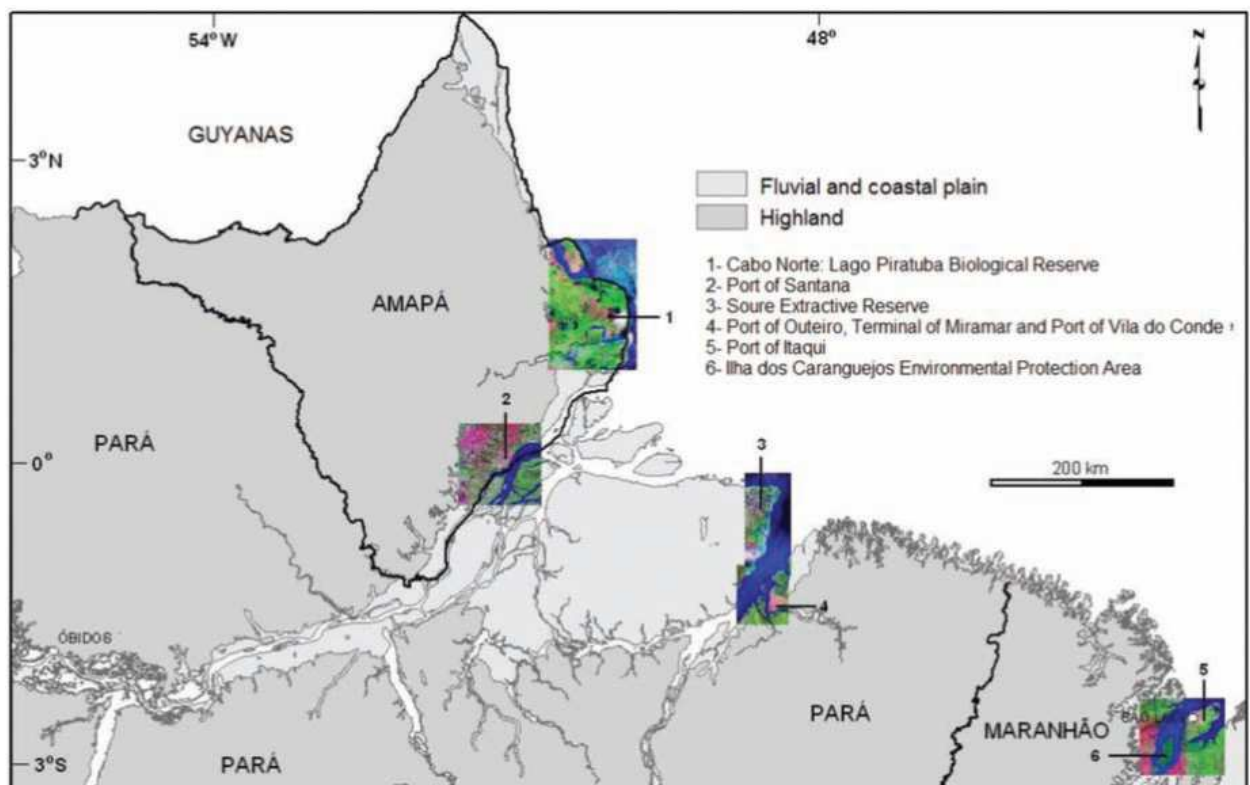 54° W
48°
N
GUYANAS
3° N
Fluvial and coastal plain
Highland
1- Cabo Norte: Lago Piratuba Biological Reserve
2- Port of Santana
3- Soure Extractive Reserve
4- Port of Outeiro, Terminal of Miramar and Port of Vila do Conde
5- Port of Itaqui
6- Ilha dos Caranguejos Environmental Protection Area
AMAPÁ
1
2
PARÁ
3
0°
200 km
4
ÓBIDOS
5
PARÁ
MARANHÃO
6
3° S
PARÁ